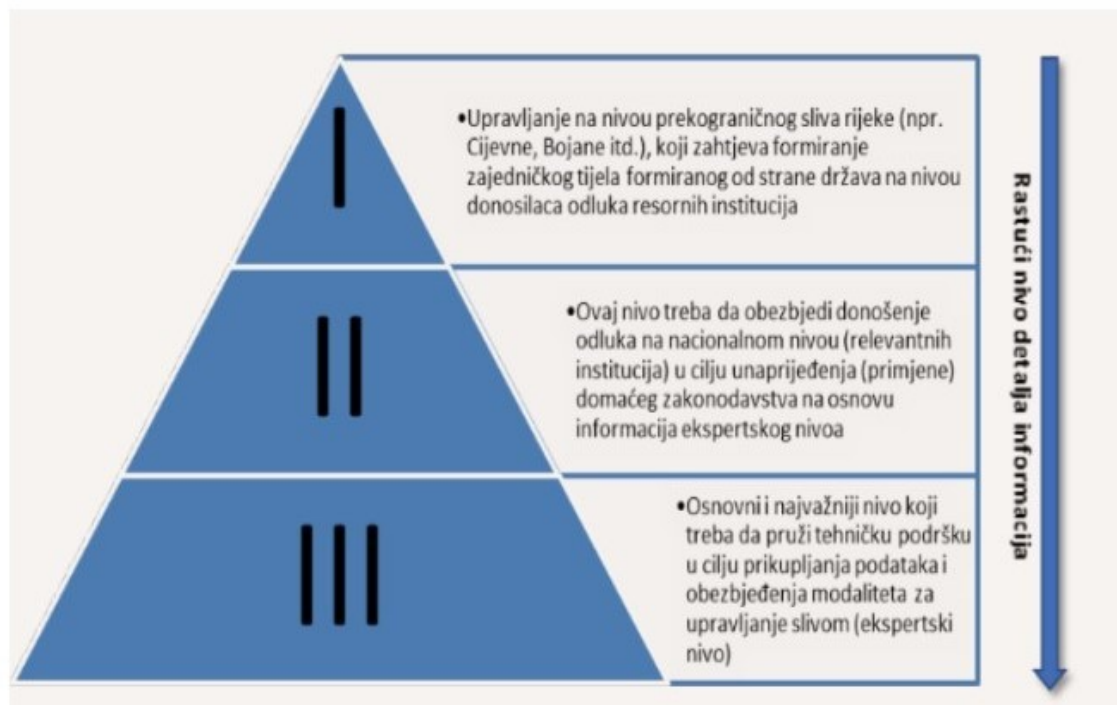 I
•Upravljanje na nivou prekograničnog sliva rijeke (npr.
Cijevne, Bojane itd.), koji zahtjeva formiranje
zajedničkog tijela formiranog od strane država na nivou
donosilaca odluka resornih institucija
II
•Ovaj nivo treba da obezbjedi donošenje
odluka na nacionalnom nivou (relevantnih
institucija) u cilju unaprijeđenja (primjene)
domaćeg zakonodavstva na osnovu
informacija ekspertskog nivoa
III
•Osnovni i najvažniji nivo koji
treba da pruži tehničku podršku
u cilju prikupljanja podataka i
obezbjeđenja modaliteta za
upravljanje slivom (ekspertski
nivo)
Rastući nivo detalja informacija